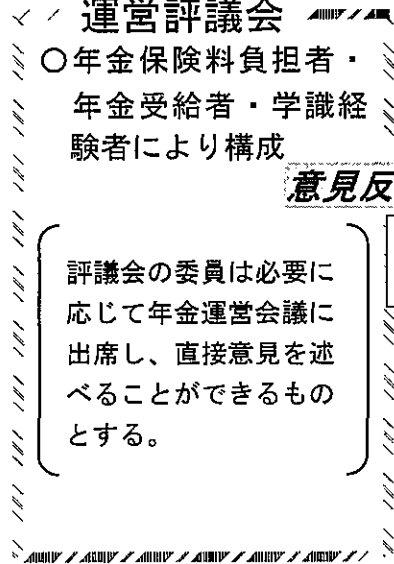 運営評議会
○年金保険料負担者・
年金受給者・学識経
験者により構成
意見反
評議会の委員は必要に
応じて年金運営会議に
出席し、直接意見を述
べることができるもの
とする。